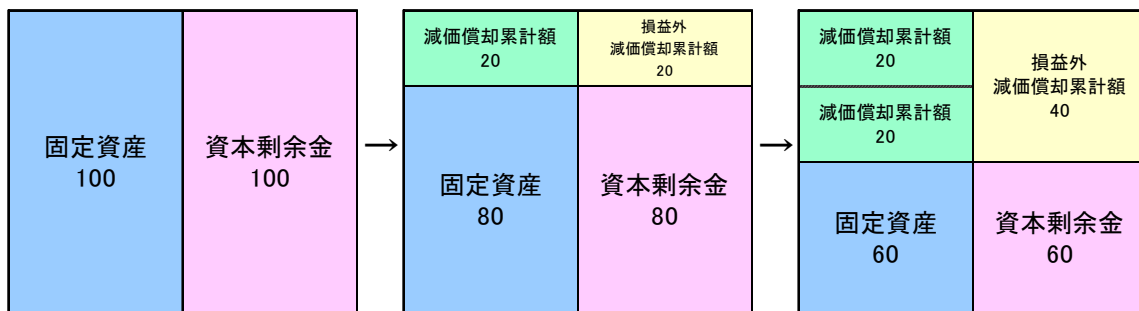 固定資産
100
資本剰余金
100
→
減価償却累計額
20
損益外
減価償却累計額
20
固定資産
80
資本剰余金
80
→
減価償却累計額
20
減価償却累計額
20
損益外
減価償却累計額
40
固定資産
60
資本剰余金
60